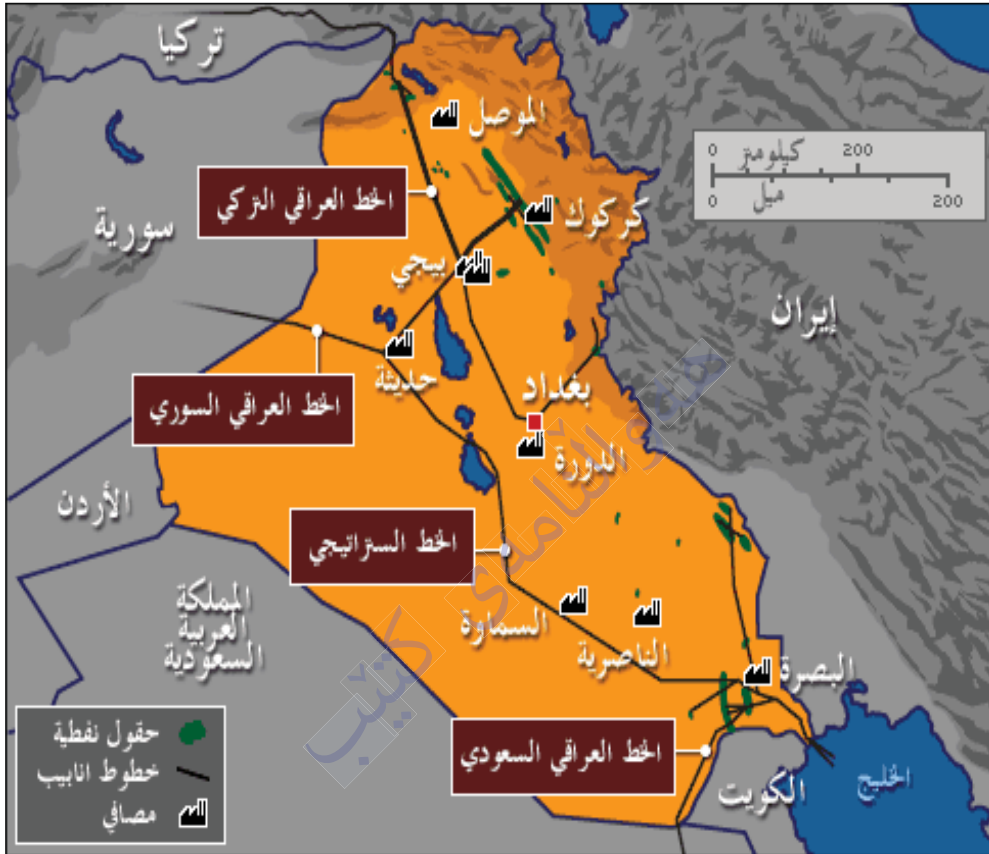 تركيا
الموصل
0 كيلومتر 200
0 ميل 200
الخط العراقي التركي
كركوك
سورية
بيجي
إيران
حديثة
الخط العراقي السوري
بغداد
الدورة
الأردن
الخط الستراتيجي
المملكة
العربية
السعودية
السماوة
الناصرية
البصرة
الخط العراقي السعودي
الكويت
الخليج
حقول نفطية
خطوط انابيب
مصافي